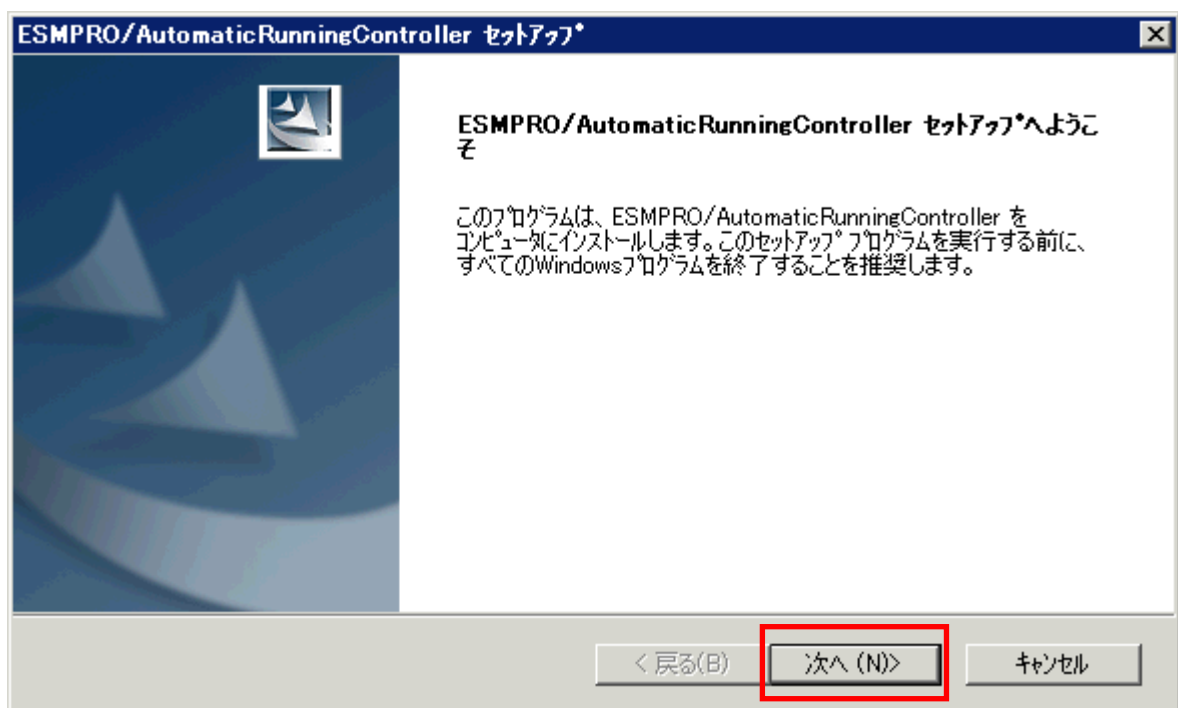 ESMPRO/AutomaticRunningController ｾｯﾄｱｯﾌﾟ
ESMPRO/AutomaticRunningController ｾｯﾄｱｯﾌﾟへようこ
そ
このﾌﾟﾛｸﾞﾗﾑは、ESMPRO/AutomaticRunningController を
ｺﾝﾋﾟｭｰﾀにｲﾝｽﾄｰﾙします。このｾｯﾄｱｯﾌﾟ ﾌﾟﾛｸﾞﾗﾑを実行する前に、
すべてのWindowsﾌﾟﾛｸﾞﾗﾑを終了することを推奨します。
< 戻る(B)
次へ (N)>
ｷｬﾝｾﾙ